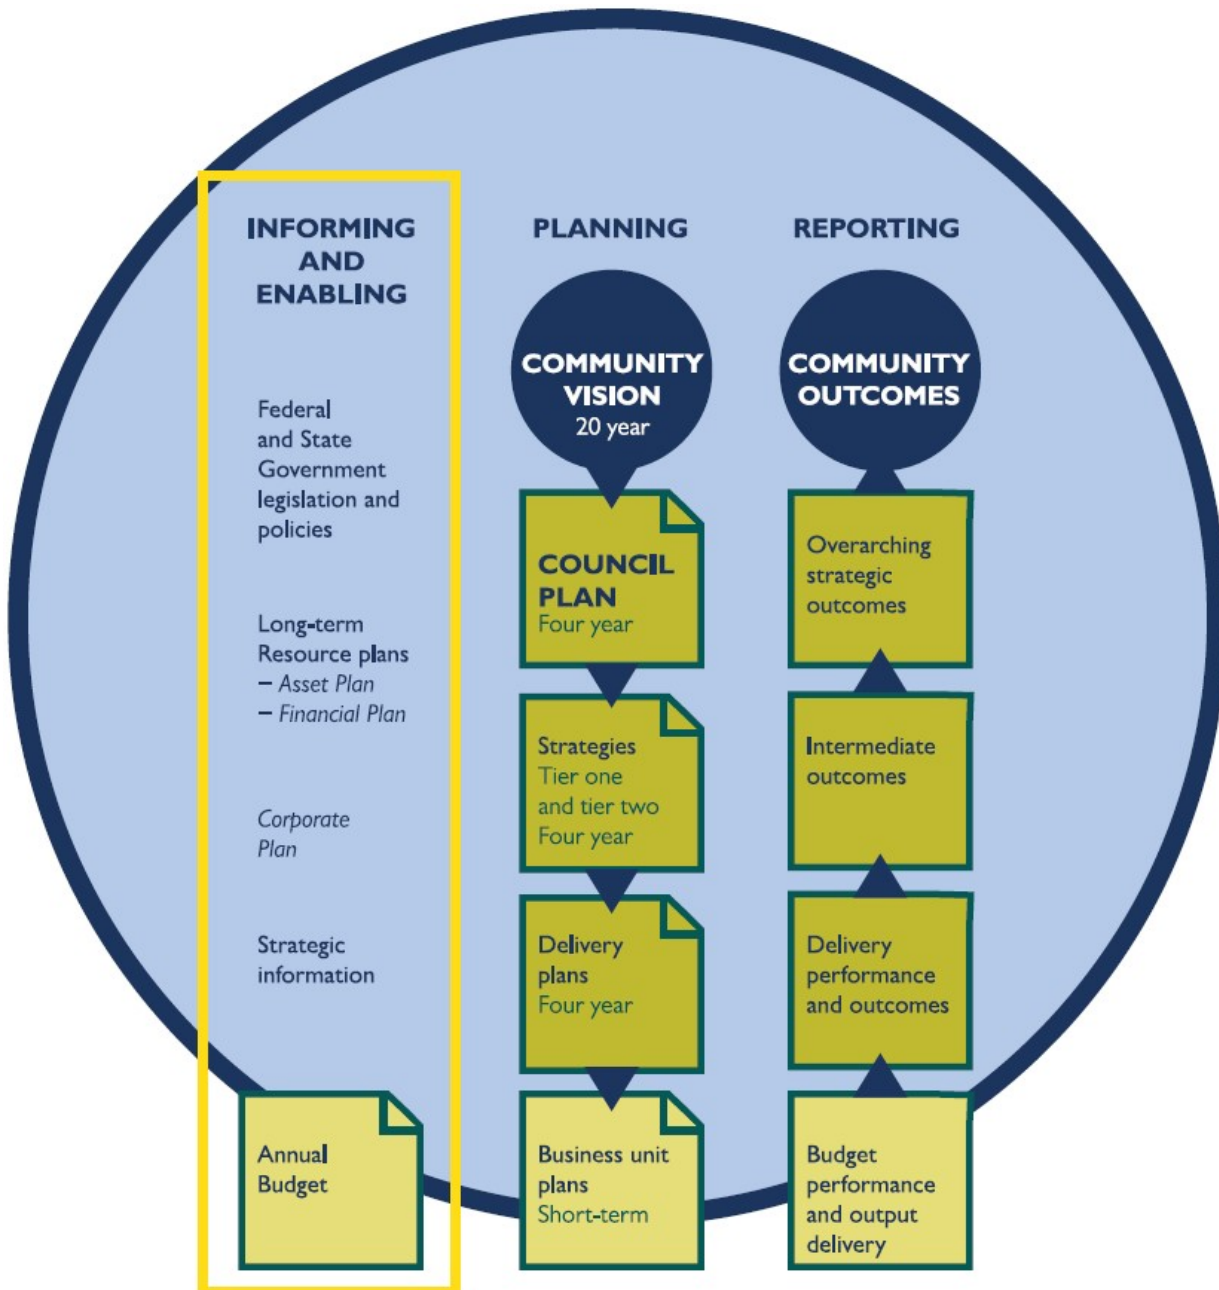 INFORMING
AND
ENABLING
Federal
and State
Government
legislation and
policies
Long-term
Resource plans
– Asset Plan
– Financial Plan
Corporate
Plan
Strategic
information
Annual
Budget
PLANNING
COMMUNITY
VISION
20 year
COUNCIL
PLAN
Four year
Strategies
Tier one
and tier two
Four year
Delivery
plans
Four year
Business unit
plans
Short-term
REPORTING
COMMUNITY
OUTCOMES
Overarching
strategic
outcomes
Intermediate
outcomes
Delivery
performance
and outcomes
Budget
performance
and output
delivery